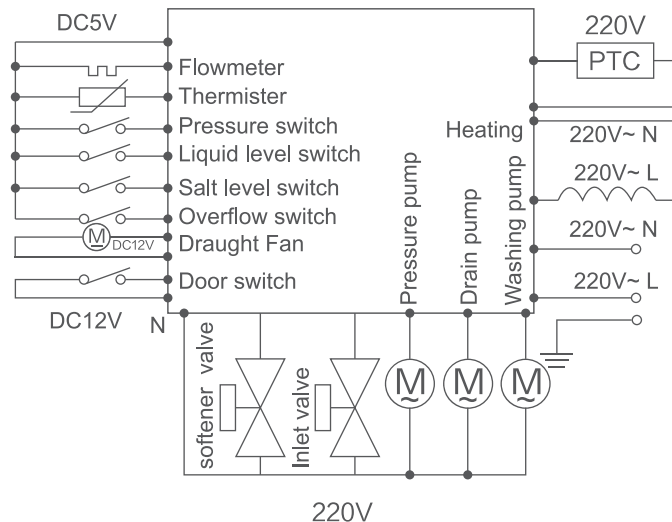 DC5V
220V
PTC
Flowmeter
Thermister
Pressure switch
Heating
220V~ N
Liquid level switch
220V~ L
Salt level switch
Overflow switch
M
DC12V
Draught Fan
220V~ N
Door switch
220V~ L
DC12V
N
Pressure pump
Drain pump
Washing pump
softener valve
Inlet valve
M
~
M
~
M
~
220V